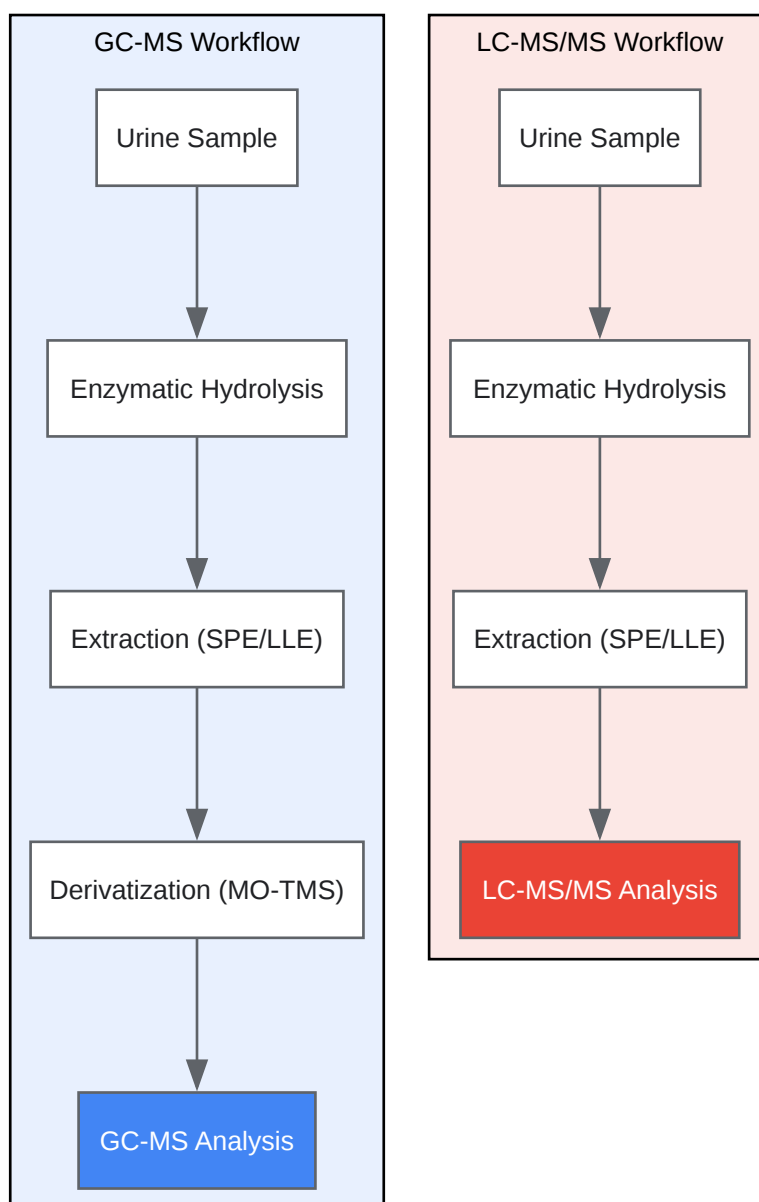 GC-MS Workflow
Urine Sample
Enzymatic Hydrolysis
Extraction (SPE/LLE)
Derivatization (MO-TMS)
GC-MS Analysis
LC-MS/MS Workflow
Urine Sample
Enzymatic Hydrolysis
Extraction (SPE/LLE)
LC-MS/MS Analysis